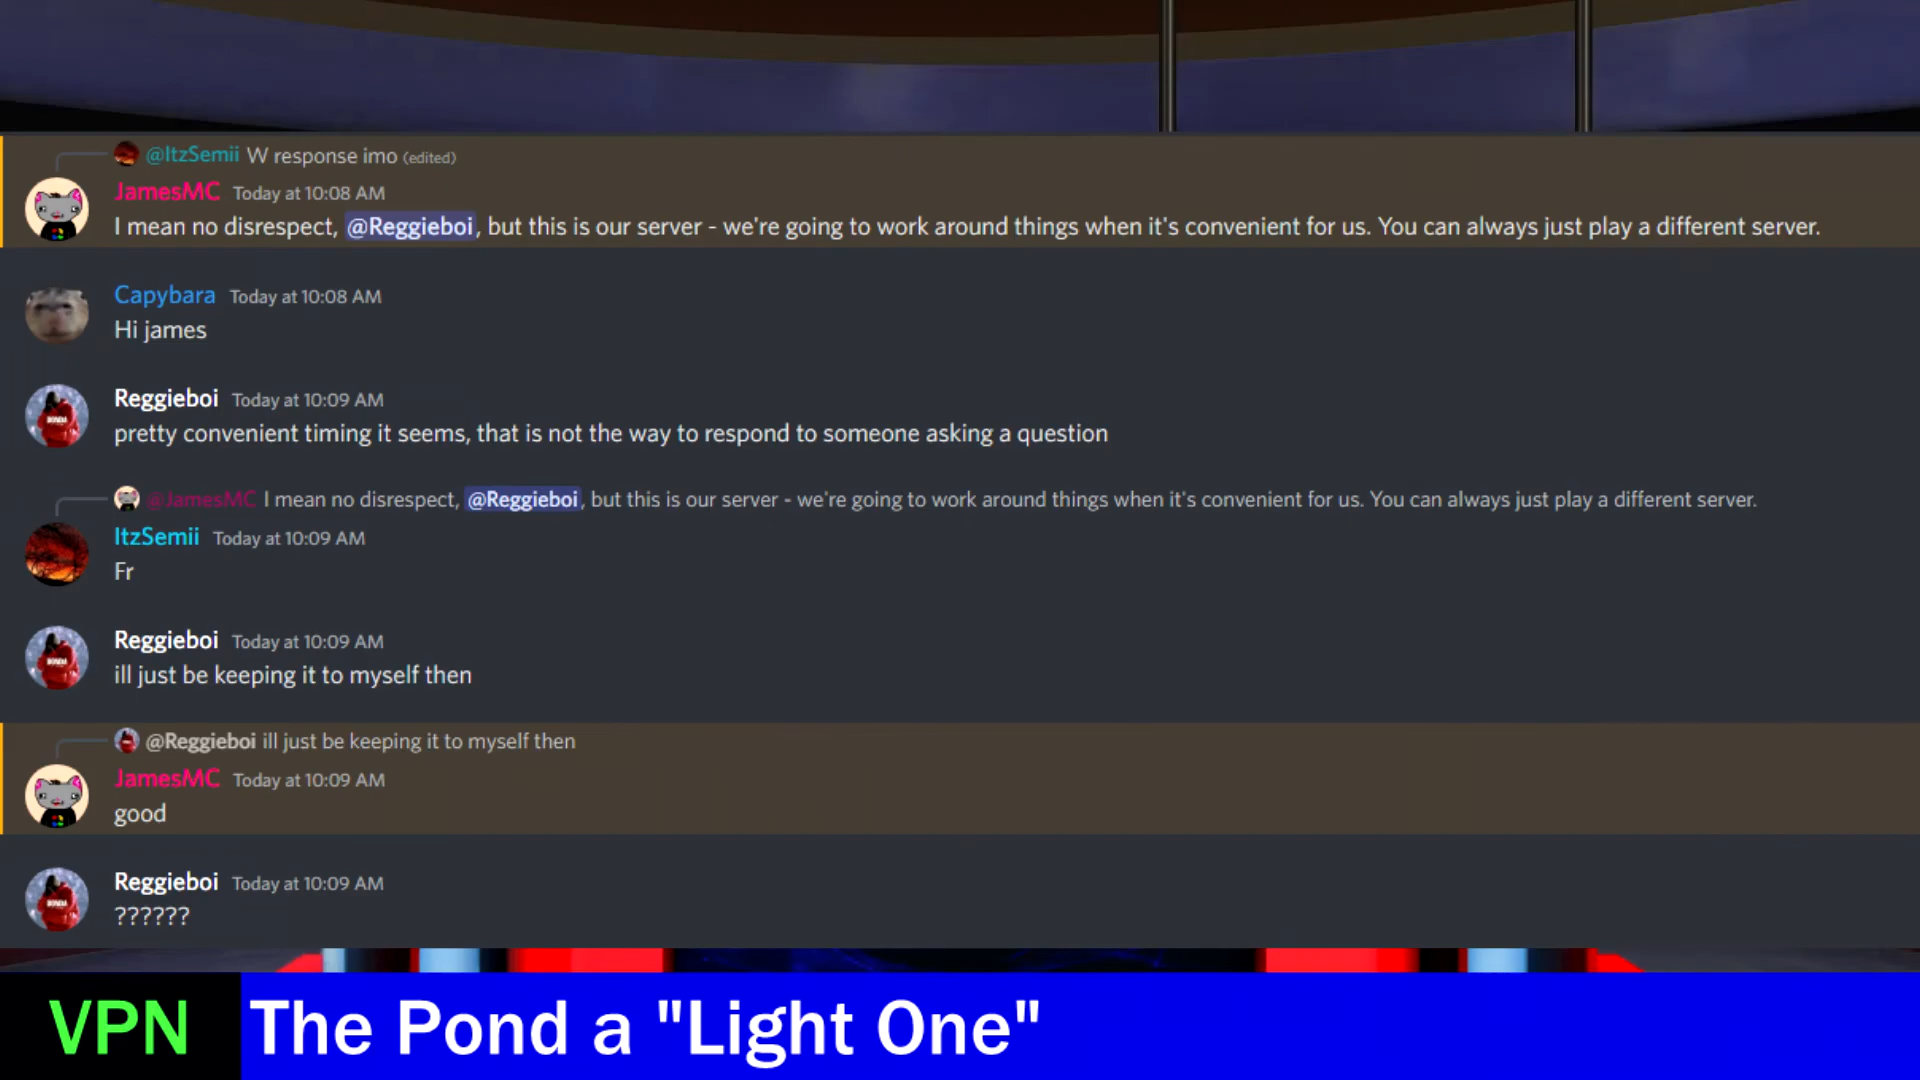 @ItzSemii W response imo (edited)
JamesMC Today at 10:08 AM
I mean no disrespect, @Reggieboi, but this is our server - we're going to work around things when it's convenient for us. You can always just play a different server.
Capybara Today at 10:08 AM
Hi james
Reggieboi Today at 10:09 AM
pretty convenient timing it seems, that is not the way to respond to someone asking a question
@JamesMC I mean no disrespect, @Reggieboi, but this is our server - we're going to work around things when it's convenient for us. You can always just play a different server.
ItzSemii Today at 10:09 AM
Fr
Reggieboi Today at 10:09 AM
ill just be keeping it to myself then
@Reggieboi ill just be keeping it to myself then
JamesMC Today at 10:09 AM
good
Reggieboi Today at 10:09 AM
??????
VPN The Pond a "Light One"